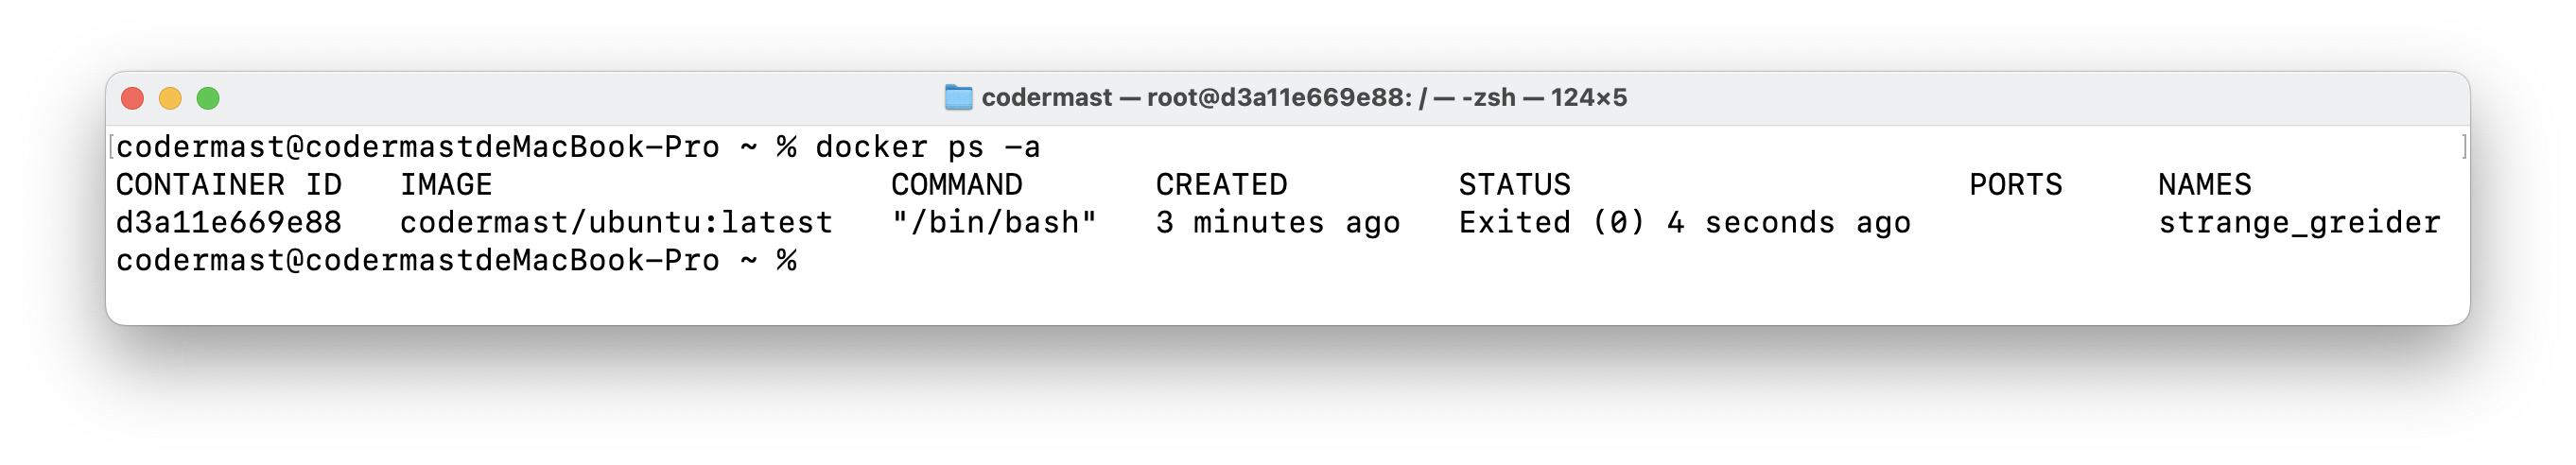 codermast — root@d3a11e669e88: / — -zsh — 124×5
[codermast@codermastdeMacBook-Pro ~ % docker ps -a ]
CONTAINER ID   IMAGE                     COMMAND       CREATED         STATUS                     PORTS     NAMES
d3a11e669e88   codermast/ubuntu:latest   "/bin/bash"   3 minutes ago   Exited (0) 4 seconds ago             strange_greider
codermast@codermastdeMacBook-Pro ~ %